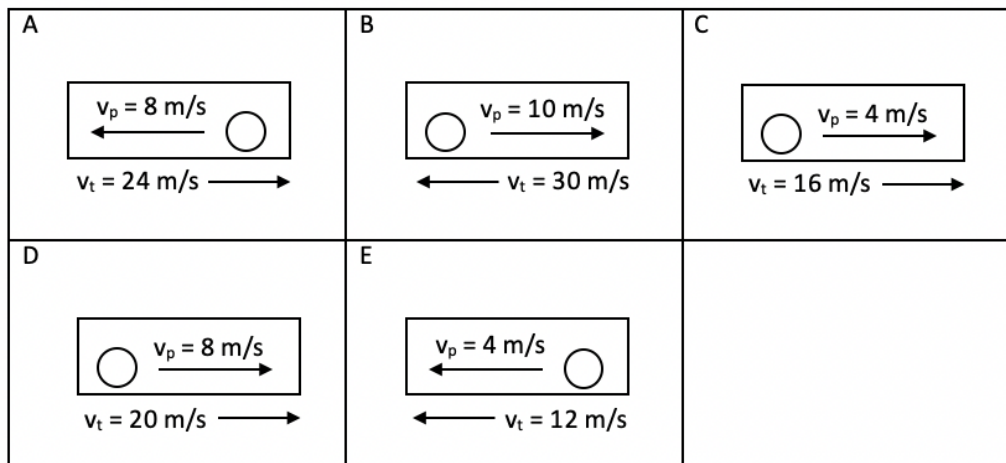 A
vₚ = 8 m/s
vₜ = 24 m/s
B
vₚ = 10 m/s
vₜ = 30 m/s
C
vₚ = 4 m/s
vₜ = 16 m/s
D
vₚ = 8 m/s
vₜ = 20 m/s
E
vₚ = 4 m/s
vₜ = 12 m/s